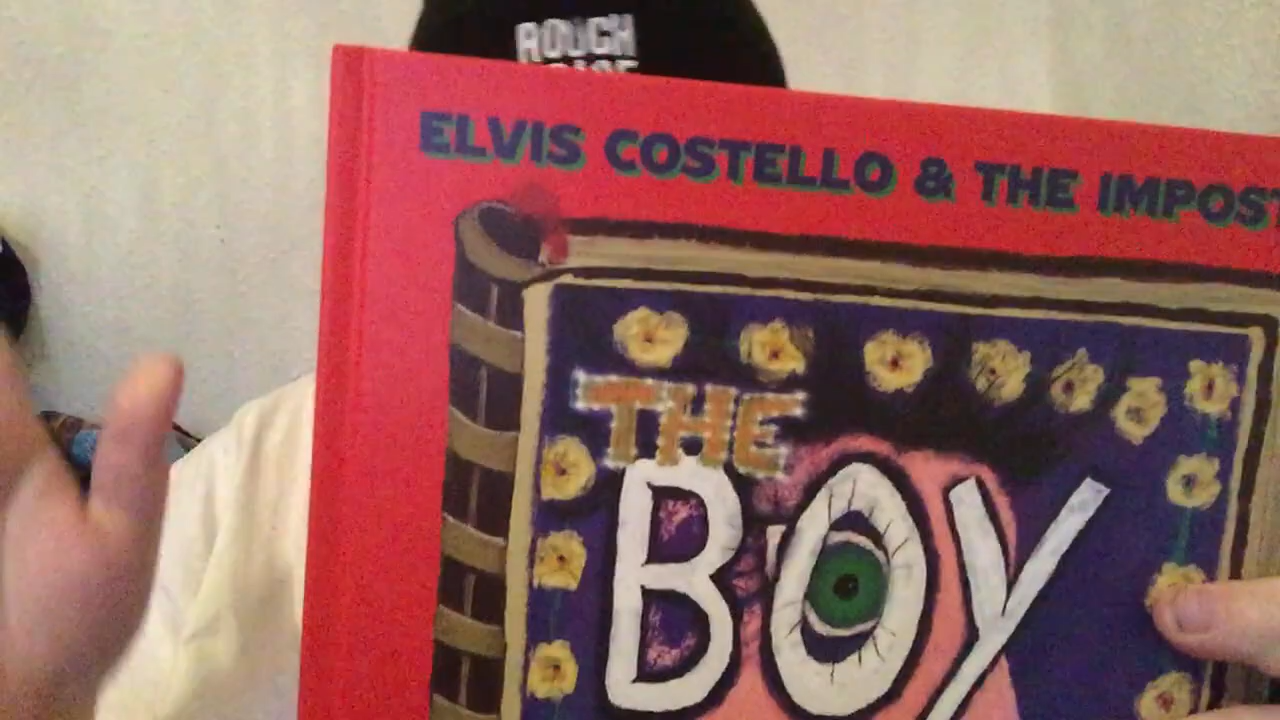 ROUGH
ELVIS COSTELLO & THE IMPOST
THE
BOY